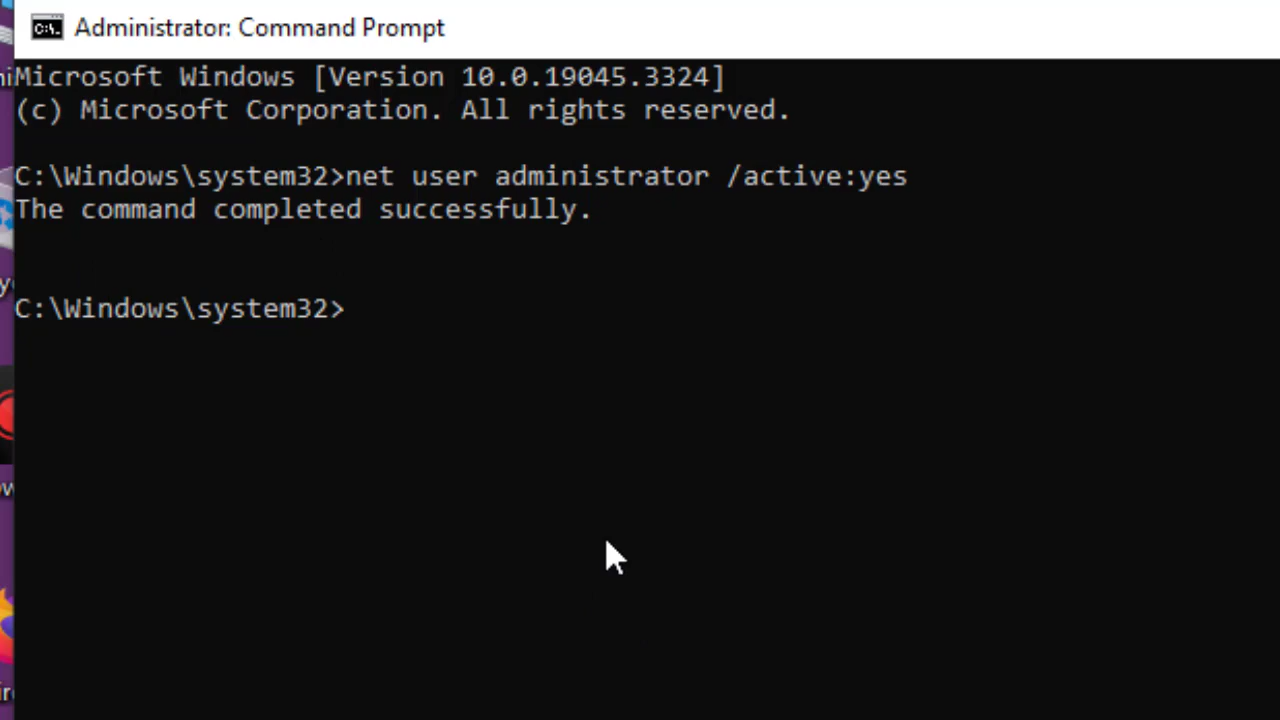 Administrator: Command Prompt
Microsoft Windows [Version 10.0.19045.3324]
(c) Microsoft Corporation. All rights reserved.
C:\Windows\system32>net user administrator /active:yes
The command completed successfully.
C:\Windows\system32>